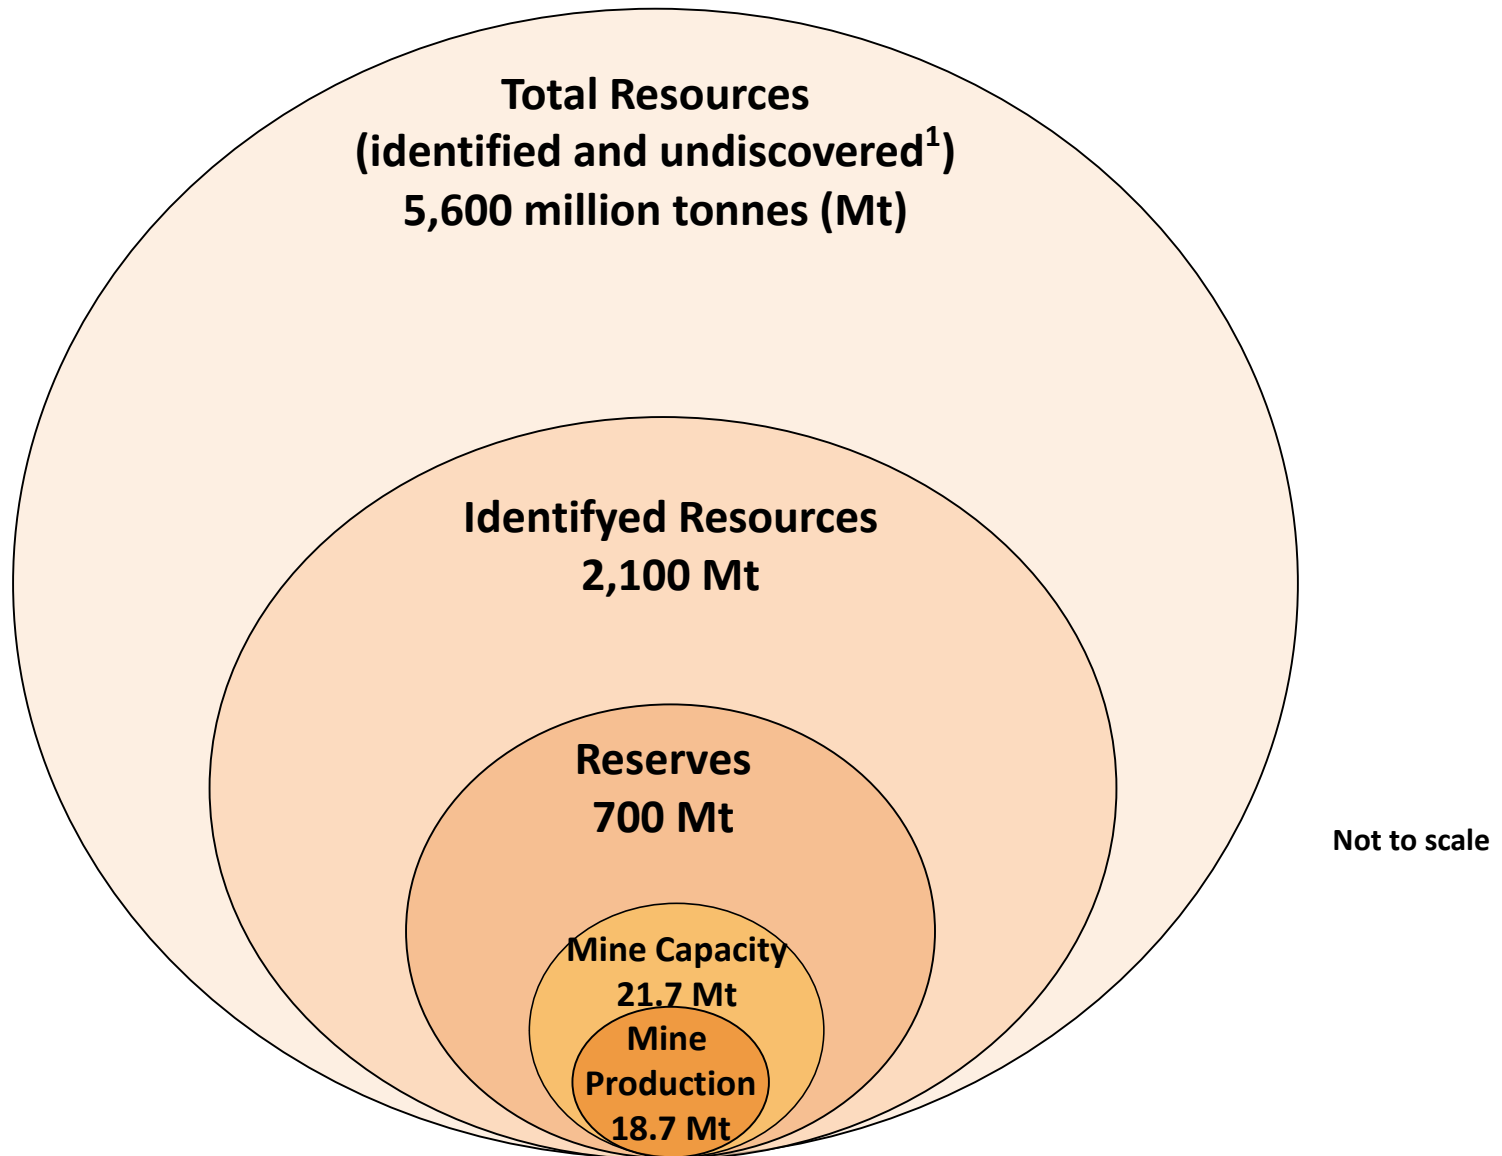 Total Resources
(identified and undiscovered¹)
5,600 million tonnes (Mt)
Identifyed Resources
2,100 Mt
Reserves
700 Mt
Not to scale
Mine Capacity
21.7 Mt
Mine
Production
18.7 Mt